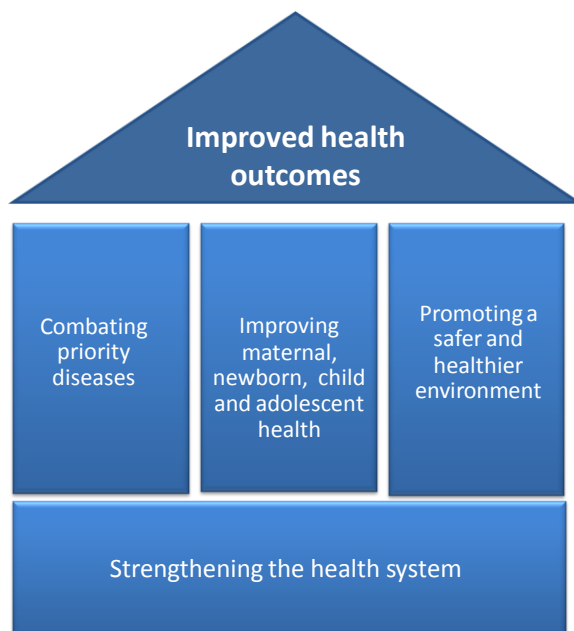 Improved health
outcomes
Combating
priority
diseases
Improving
maternal,
newborn, child
and adolescent
health
Promoting a
safer and
healthier
environment
Strengthening the health system